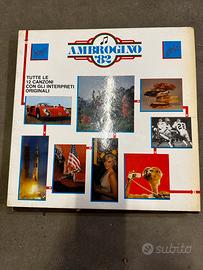 AMBROGINO
'82
TUTTE LE
12 CANZONI
CON GLI INTERPRETI
ORIGINALI
subito